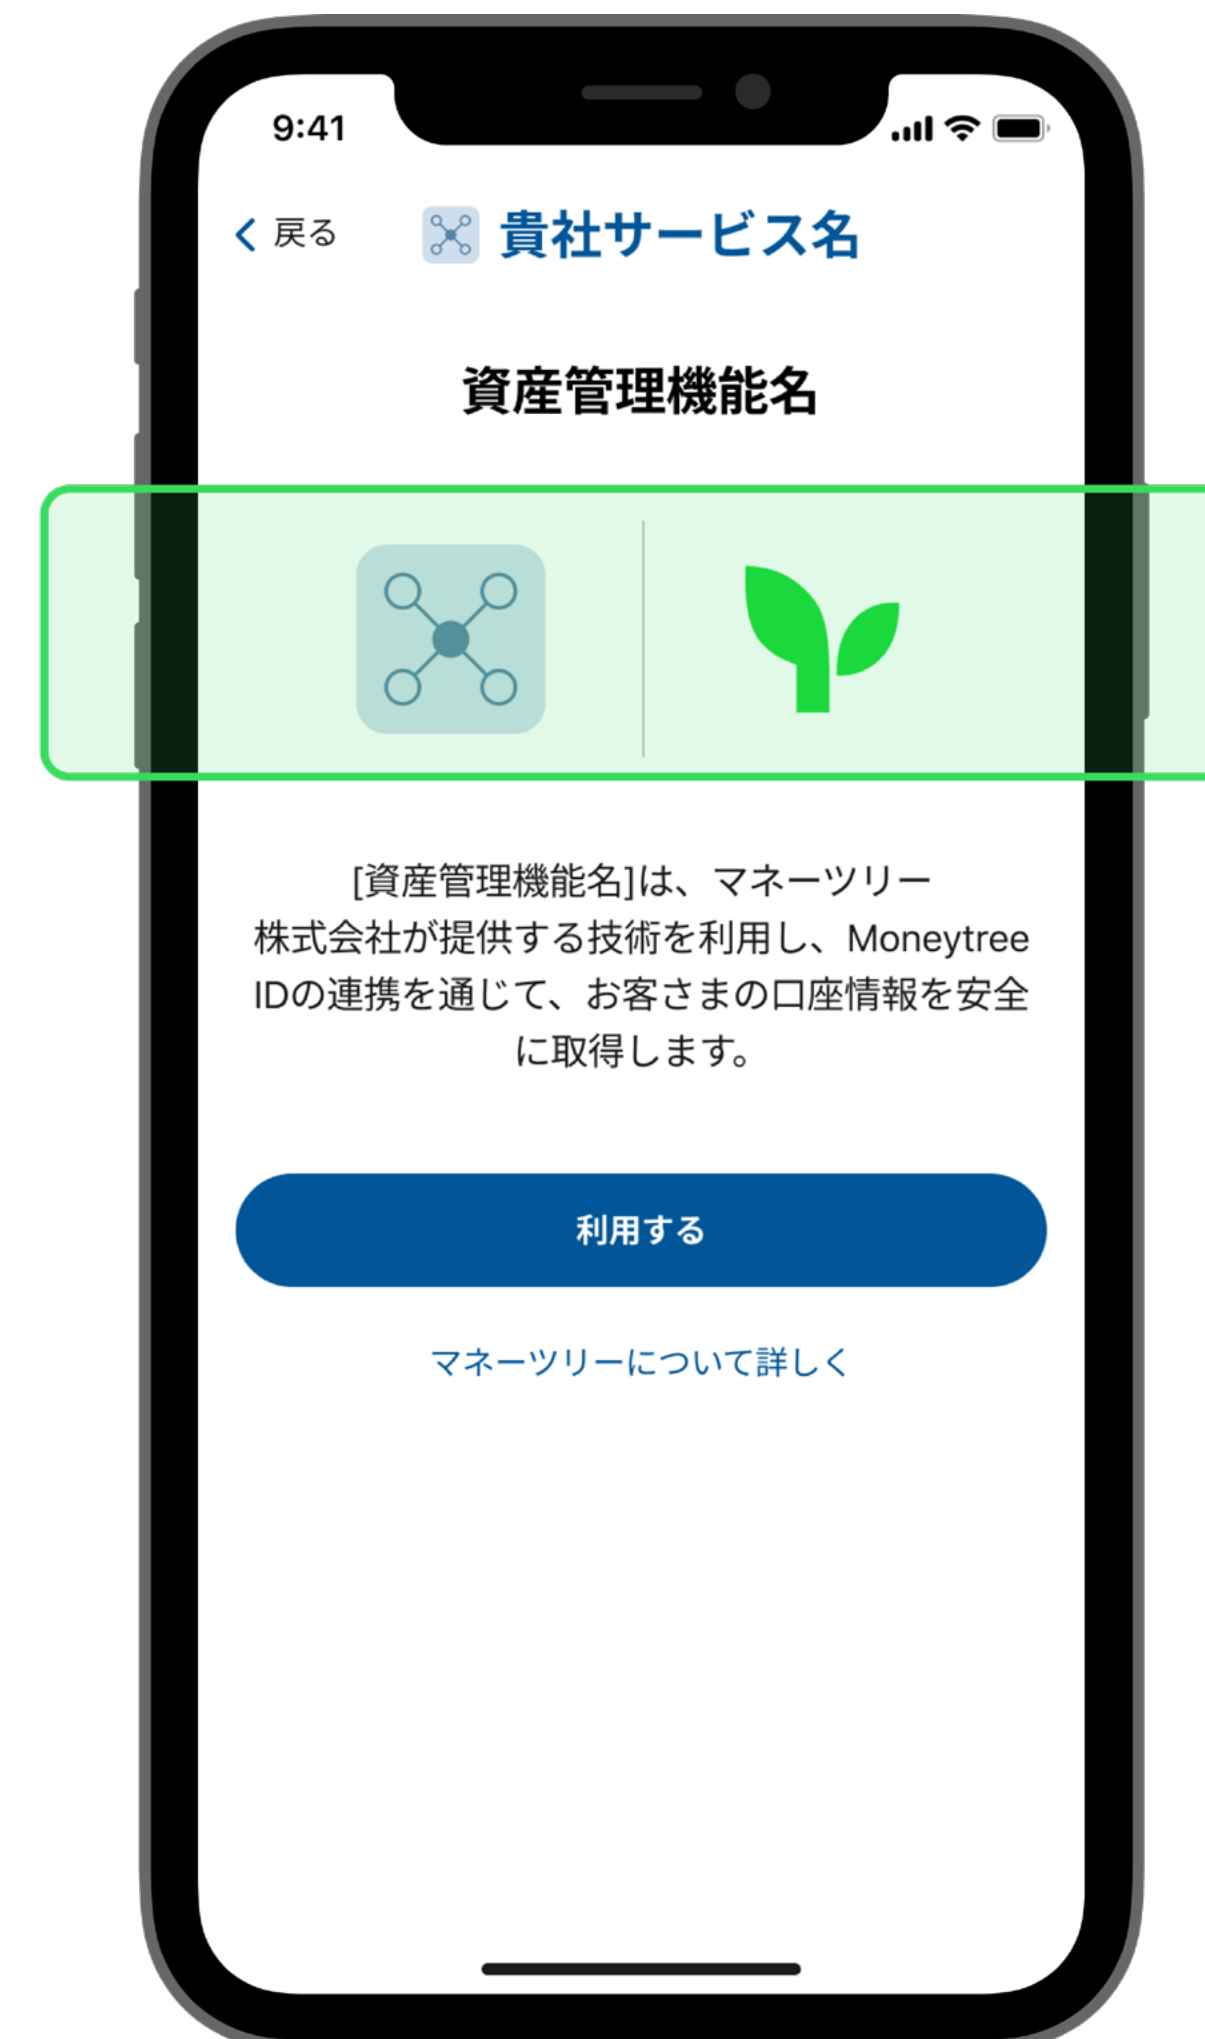 9:41
戻る
貴社サービス名
資産管理機能名
[資産管理機能名]は、マネーツリー
株式会社が提供する技術を利用し、Moneytree
IDの連携を通じて、お客さまの口座情報を安全
に取得します。
利用する
マネーツリーについて詳しく